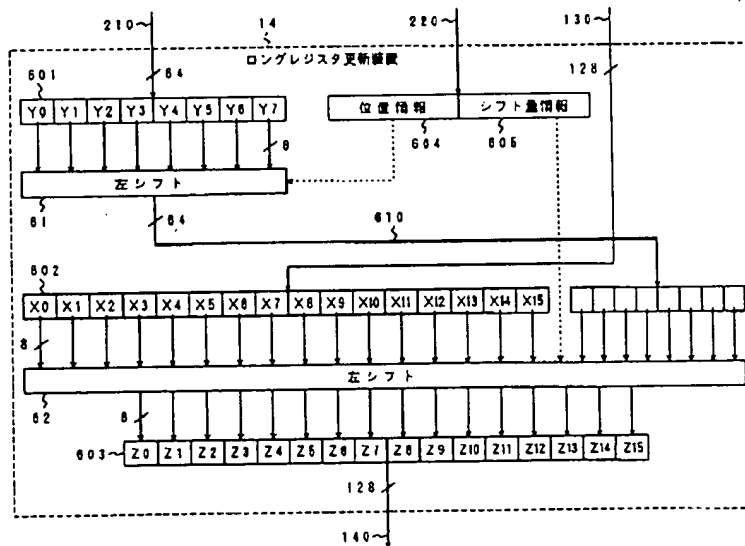 210 14 220 130
ロングレジスタ更新装置
64 128
601
Y0 Y1 Y2 Y3 Y4 Y5 Y6 Y7
位置情報 シフト量情報
8 604 605
左シフト
61 64 610
602
X0 X1 X2 X3 X4 X5 X6 X7 X8 X9 X10 X11 X12 X13 X14 X15
8
左シフト
62 8
603 Z0 Z1 Z2 Z3 Z4 Z5 Z6 Z7 Z8 Z9 Z10 Z11 Z12 Z13 Z14 Z15
128
140